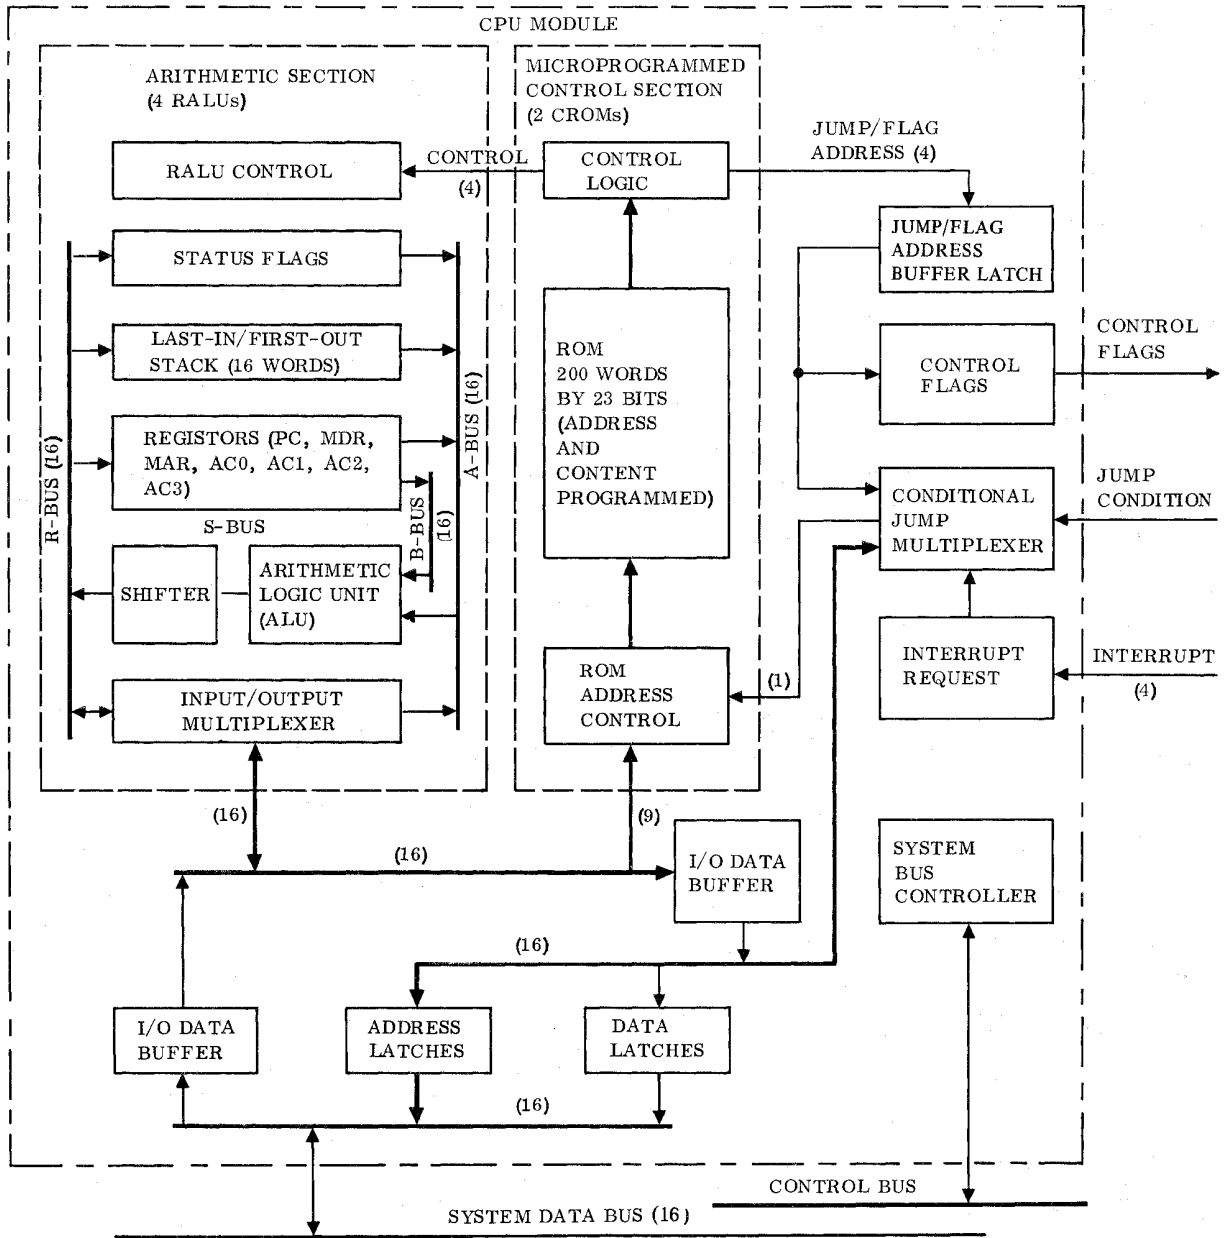 CPU MODULE
ARITHMETIC SECTION
(4 RALUs)
MICROPROGRAMMED
CONTROL SECTION
(2 CROMs)
RALU CONTROL
CONTROL
(4)
CONTROL
LOGIC
JUMP/FLAG
ADDRESS (4)
JUMP/FLAG
ADDRESS
BUFFER LATCH
STATUS FLAGS
LAST-IN/FIRST-OUT
STACK (16 WORDS)
REGISTORS (PC, MDR,
MAR, AC0, AC1, AC2,
AC3)
R-BUS (16)
A-BUS (16)
B-BUS
(16)
S-BUS
SHIFTER
ARITHMETIC
LOGIC UNIT
(ALU)
INPUT/OUTPUT
MULTIPLEXER
ROM
200 WORDS
BY 23 BITS
(ADDRESS
AND
CONTENT
PROGRAMMED)
ROM
ADDRESS
CONTROL
(1)
CONTROL
FLAGS
CONTROL
FLAGS
CONDITIONAL
JUMP
MULTIPLEXER
JUMP
CONDITION
INTERRUPT
REQUEST
INTERRUPT
(4)
(16)
(9)
(16)
I/O DATA
BUFFER
SYSTEM
BUS
CONTROLLER
(16)
I/O DATA
BUFFER
ADDRESS
LATCHES
DATA
LATCHES
(16)
CONTROL BUS
SYSTEM DATA BUS (16)